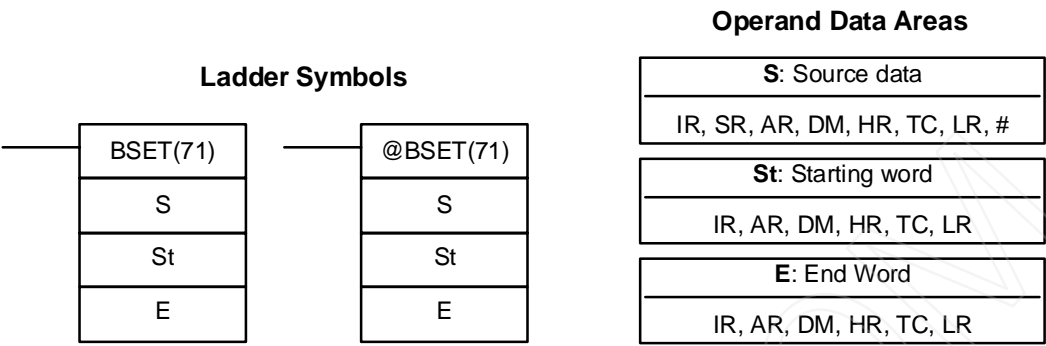 Ladder Symbols
BSET(71)
S
St
E
@BSET(71)
S
St
E
Operand Data Areas
S: Source data
IR, SR, AR, DM, HR, TC, LR, #
St: Starting word
IR, AR, DM, HR, TC, LR
E: End Word
IR, AR, DM, HR, TC, LR